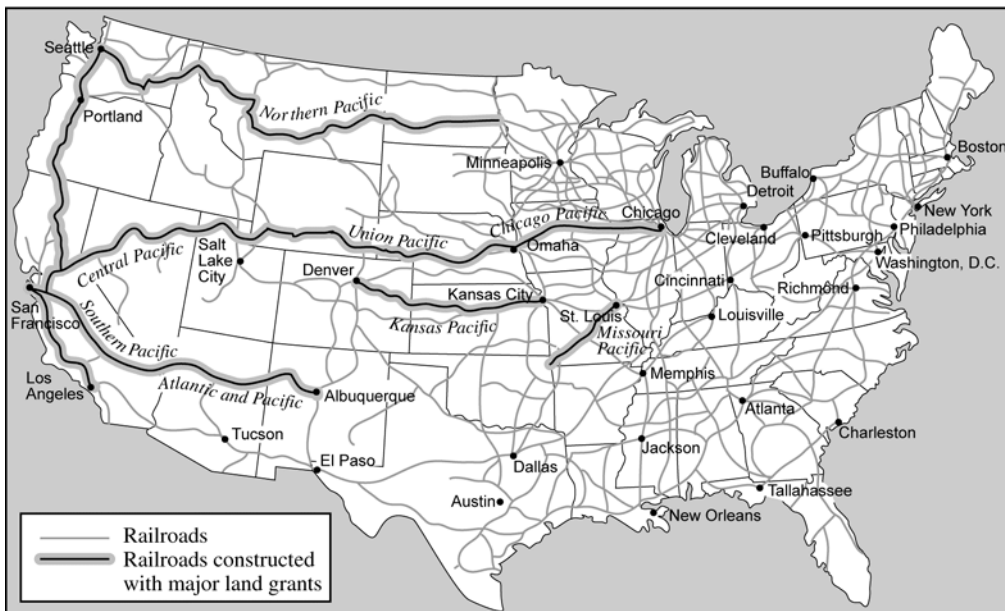 Seattle
Portland
Northern Pacific
Minneapolis
Boston
Buffalo
Detroit
Chicago Pacific
Chicago
New York
Union Pacific
Omaha
Cleveland
Pittsburgh
Philadelphia
Washington, D.C.
Central Pacific
Salt
Lake
City
Denver
Kansas City
Cincinnati
Richmond
San
Francisco
Kansas Pacific
St. Louis
Louisville
Southern Pacific
Missouri
Pacific
Los
Angeles
Atlantic and Pacific
Albuquerque
Memphis
Atlanta
Tucson
Jackson
Charleston
El Paso
Dallas
Austin
Tallahassee
New Orleans
Railroads
Railroads constructed
with major land grants